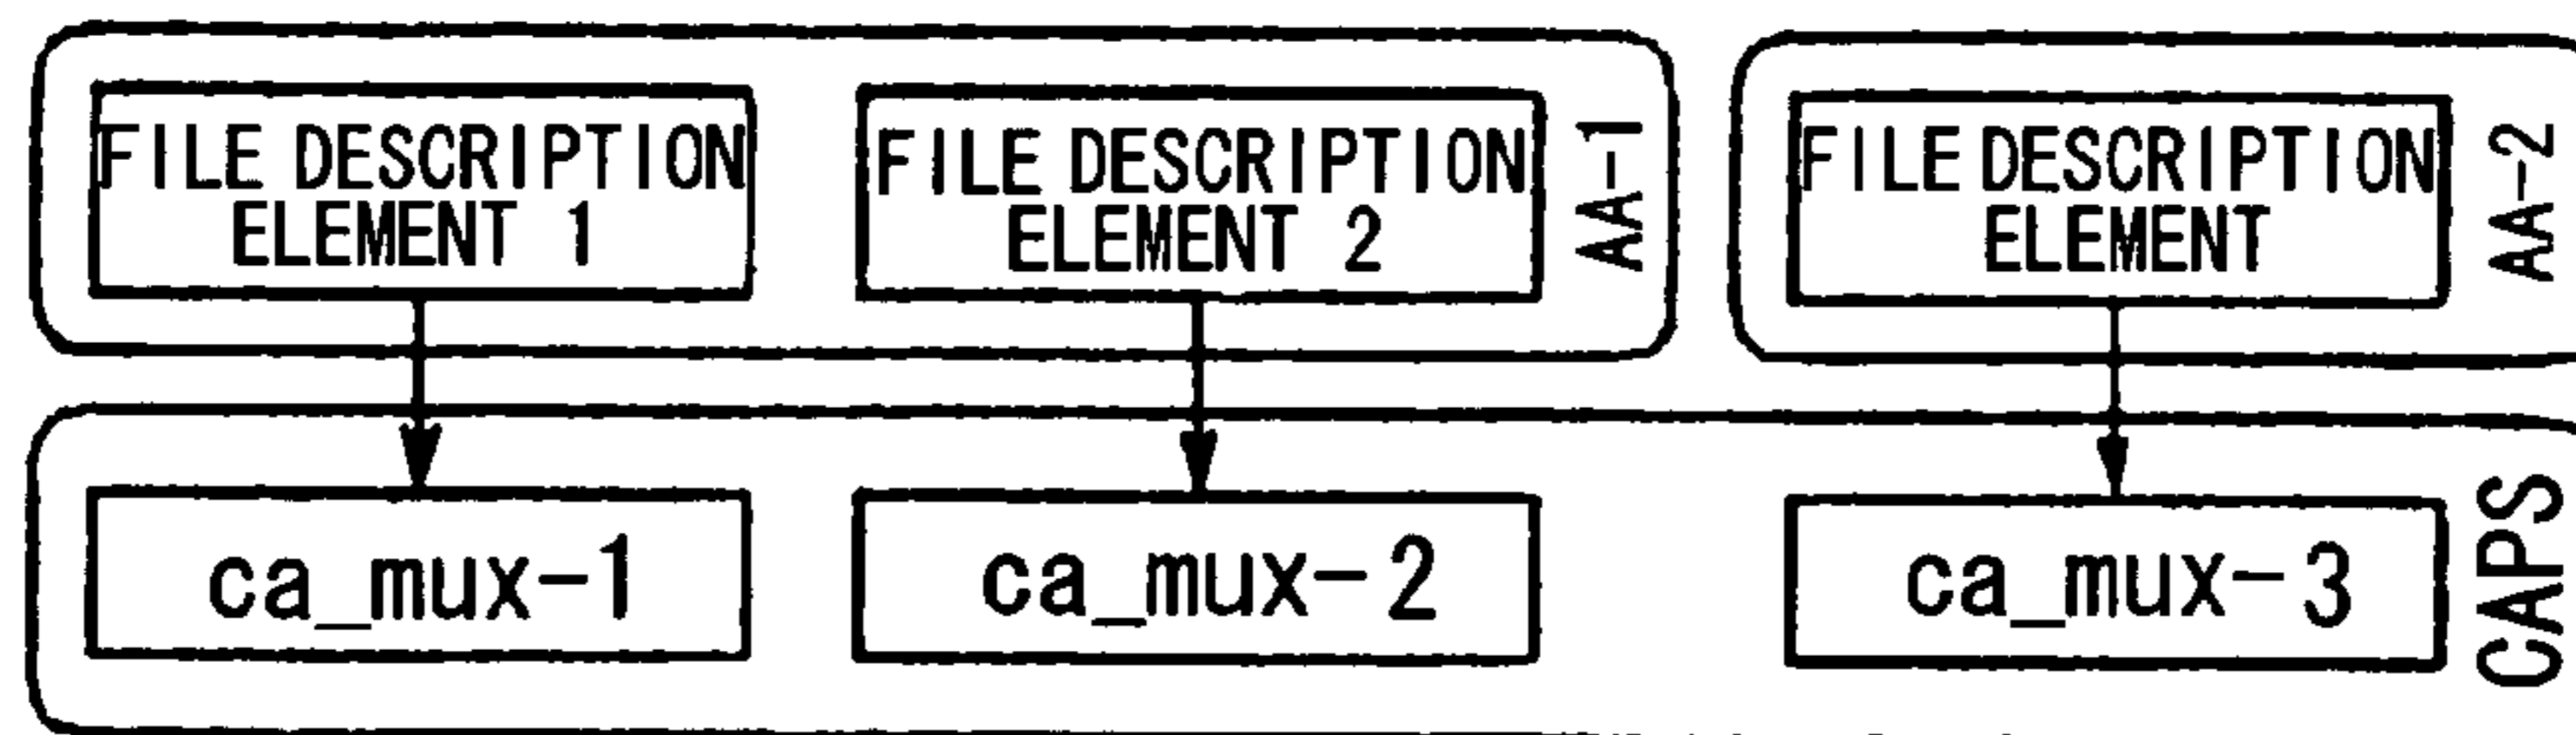 FILE DESCRIPTION
ELEMENT 1
FILE DESCRIPTION
ELEMENT 2
AA-1
FILE DESCRIPTION
ELEMENT
AA-2
ca_mux-1
ca_mux-2
ca_mux-3
CAPS